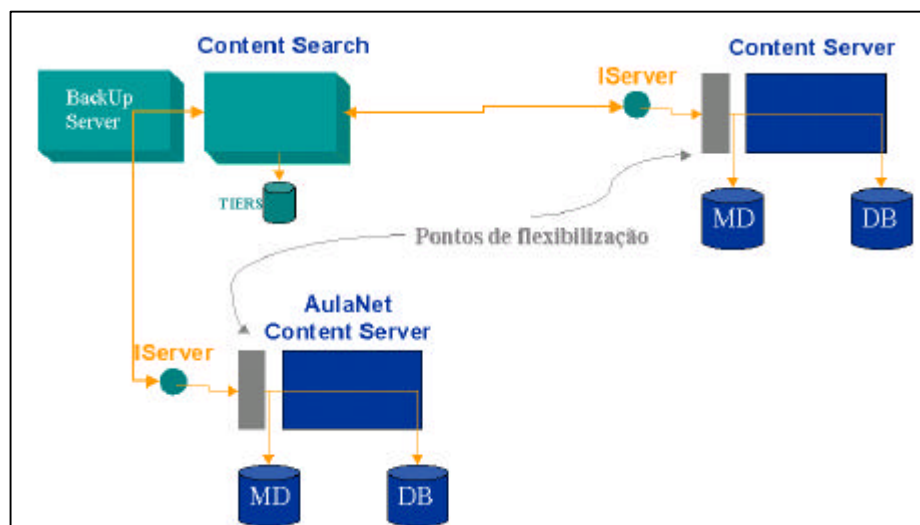 Content Search
Content Server
IServer
BackUp
Server
TIERS
MD
DB
Pontos de flexibilização
AulaNet
Content Server
IServer
MD
DB